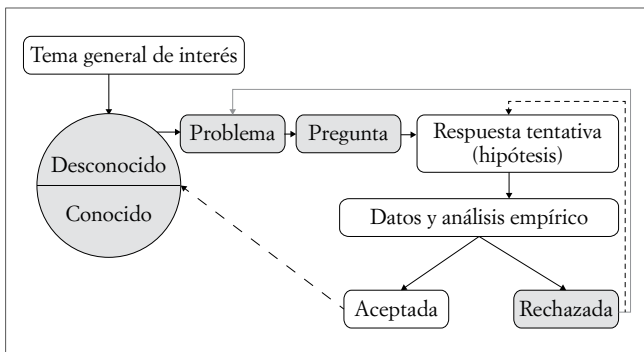 Tema general de interés
Problema
Pregunta
Respuesta tentativa
(hipótesis)
Desconocido
Conocido
Datos y análisis empírico
Aceptada
Rechazada